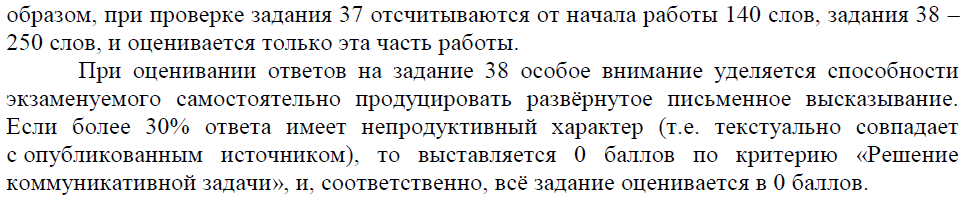 образом, при проверке задания 37 отсчитываются от начала работы 140 слов, задания 38 –
250 слов, и оценивается только эта часть работы.
При оценивании ответов на задание 38 особое внимание уделяется способности
экзаменуемого самостоятельно продуцировать развёрнутое письменное высказывание.
Если более 30% ответа имеет непродуктивный характер (т.е. текстуально совпадает
с опубликованным источником), то выставляется 0 баллов по критерию «Решение
коммуникативной задачи», и, соответственно, всё задание оценивается в 0 баллов.